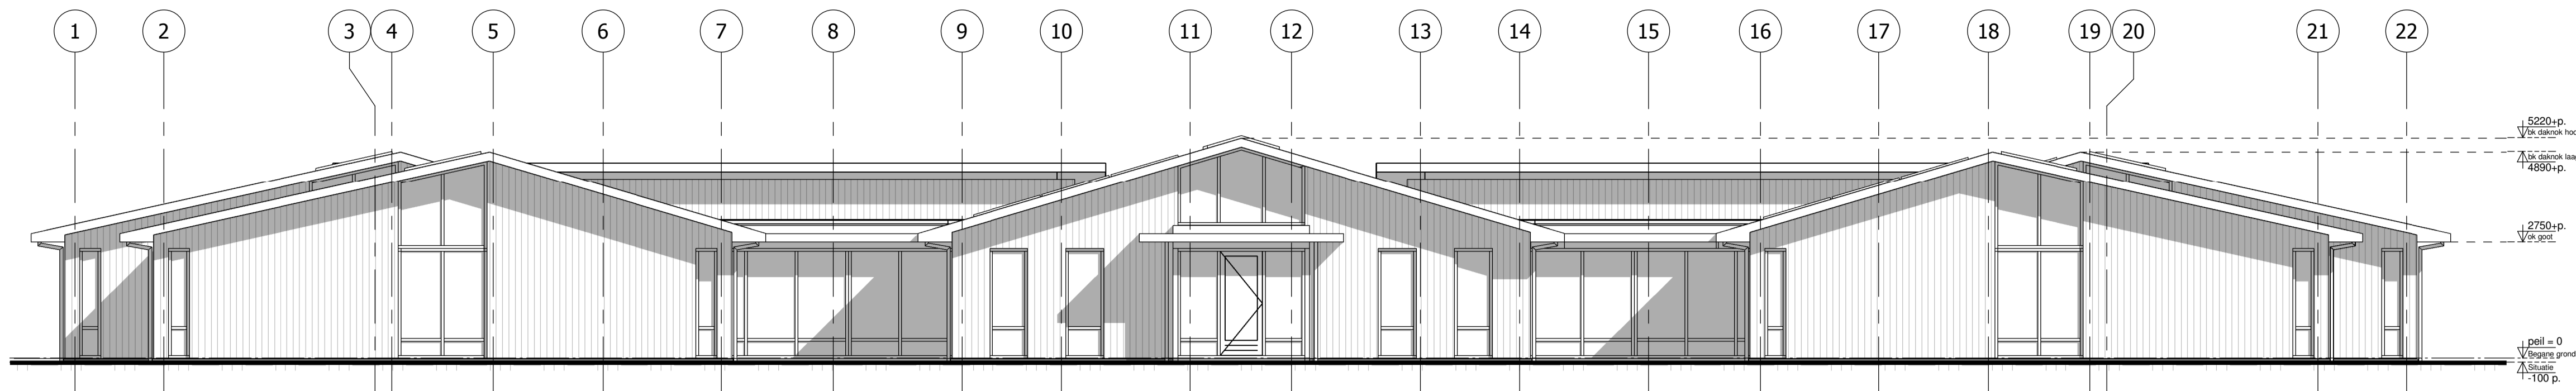 1 2 3 4 5 6 7 8 9 10 11 12 13 14 15 16 17 18 19 20 21 22
5220+p.
bk daknok hoo
bk daknok laa
4890+p.
2750+p.
ok goot
peil = 0
Begane grond
Situatie
-100 p.